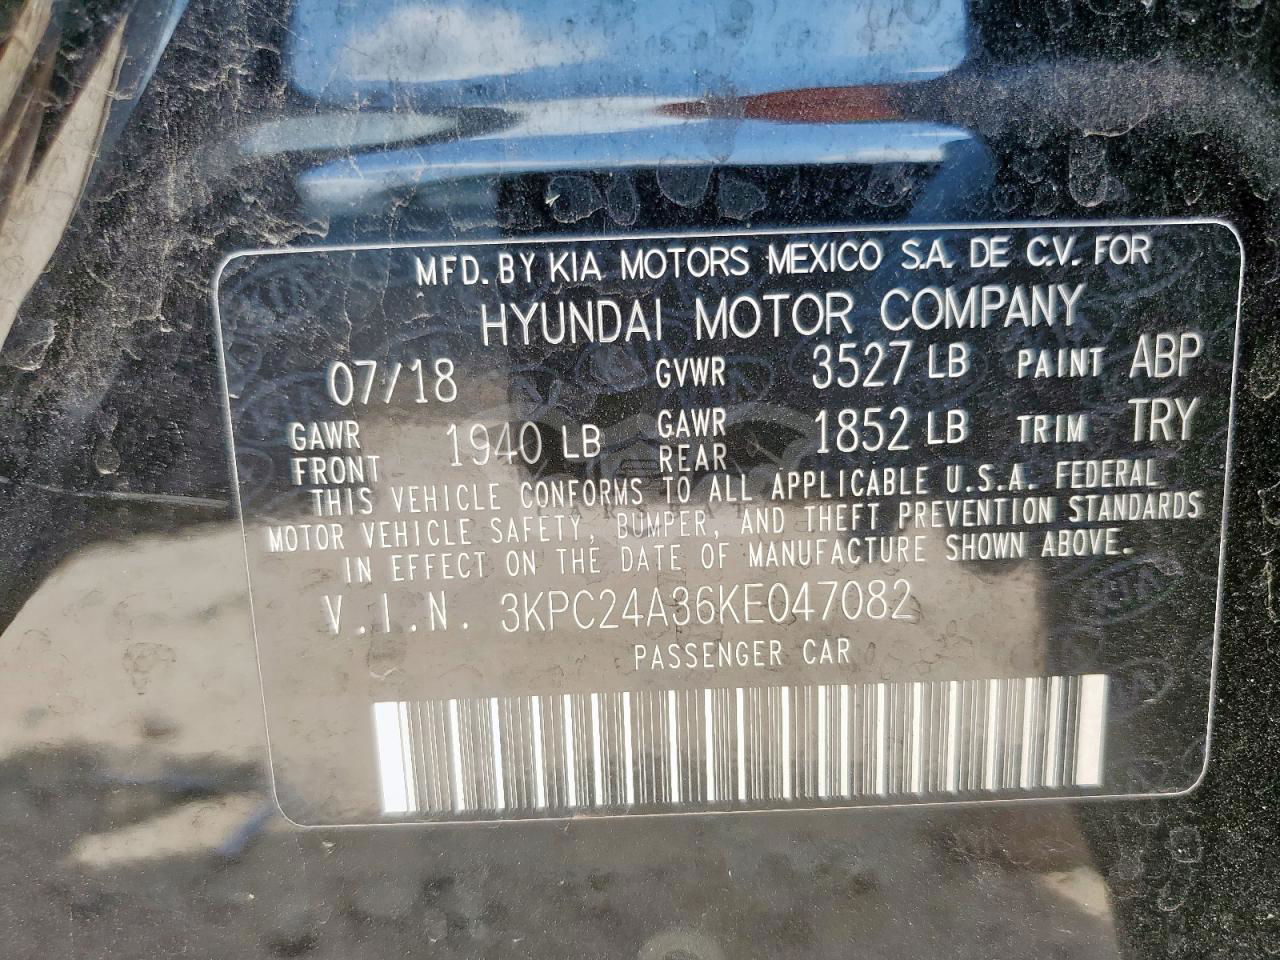 MFD. BY KIA MOTORS MEXICO S.A. DE C.V. FOR
HYUNDAI MOTOR COMPANY
07/18 GVWR 3527 LB PAINT ABP
GAWR FRONT 1940 LB GAWR REAR 1852 LB TRIM TRY
THIS VEHICLE CONFORMS TO ALL APPLICABLE U.S.A. FEDERAL
MOTOR VEHICLE SAFETY, BUMPER, AND THEFT PREVENTION STANDARDS
IN EFFECT ON THE DATE OF MANUFACTURE SHOWN ABOVE.
V.I.N. 3KPC24A36KE047082
PASSENGER CAR